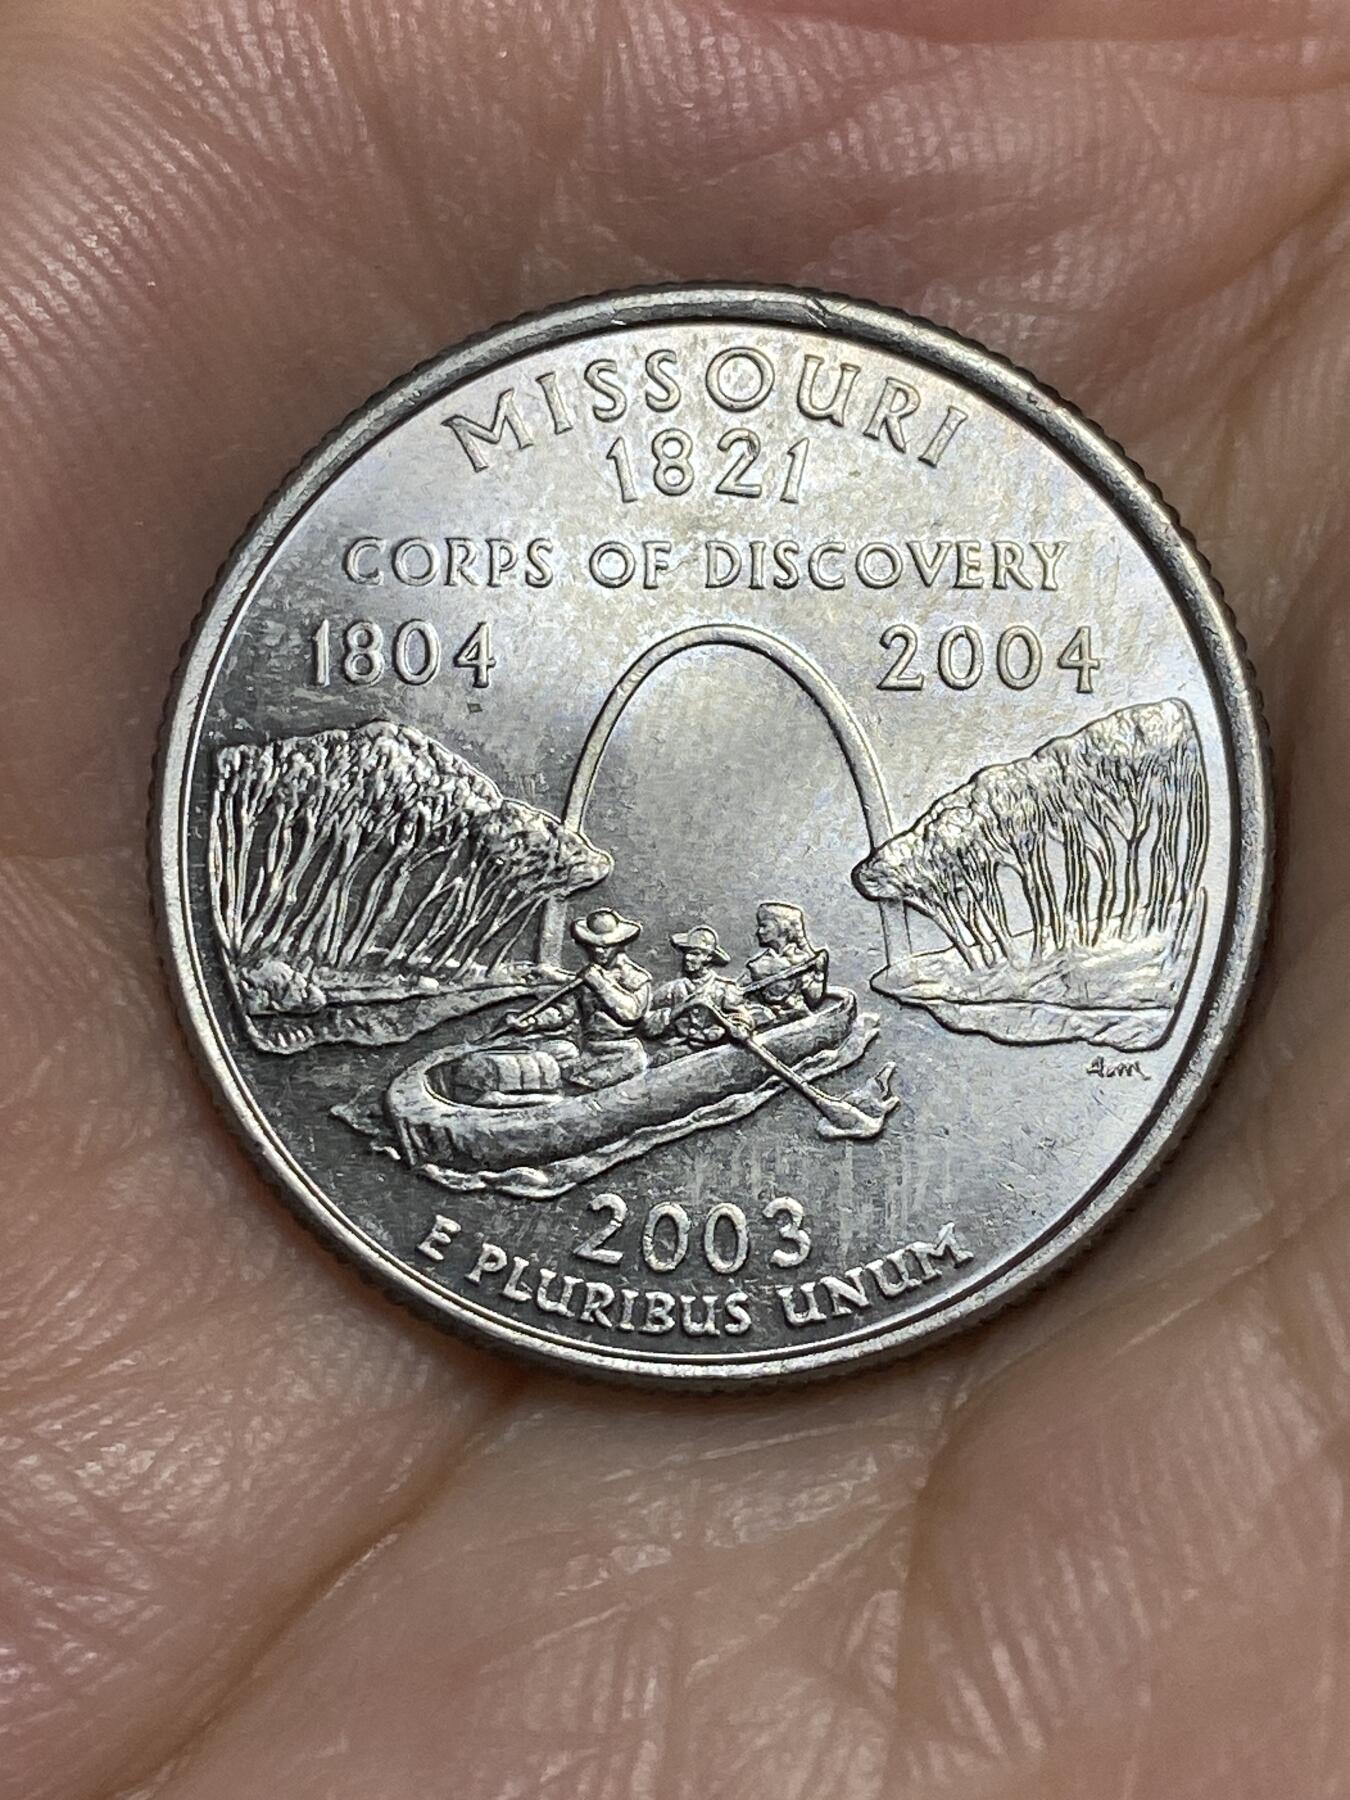 MISSOURI
1821
CORPS OF DISCOVERY
1804 2004
2003
E PLURIBUS UNUM